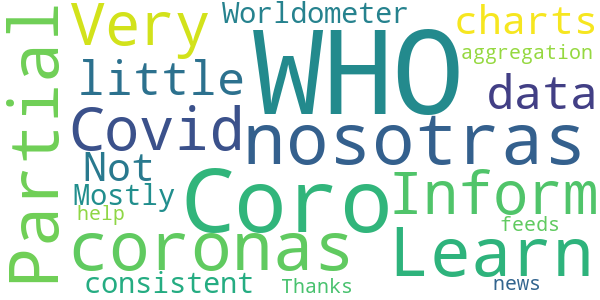 Partial
Very
Worldometer
charts
aggregation
little
WHO
data
Covid
nosotras
Not
Mostly
Coro
Inform
help
feeds
coronas
Learn
consistent
Thanks
news